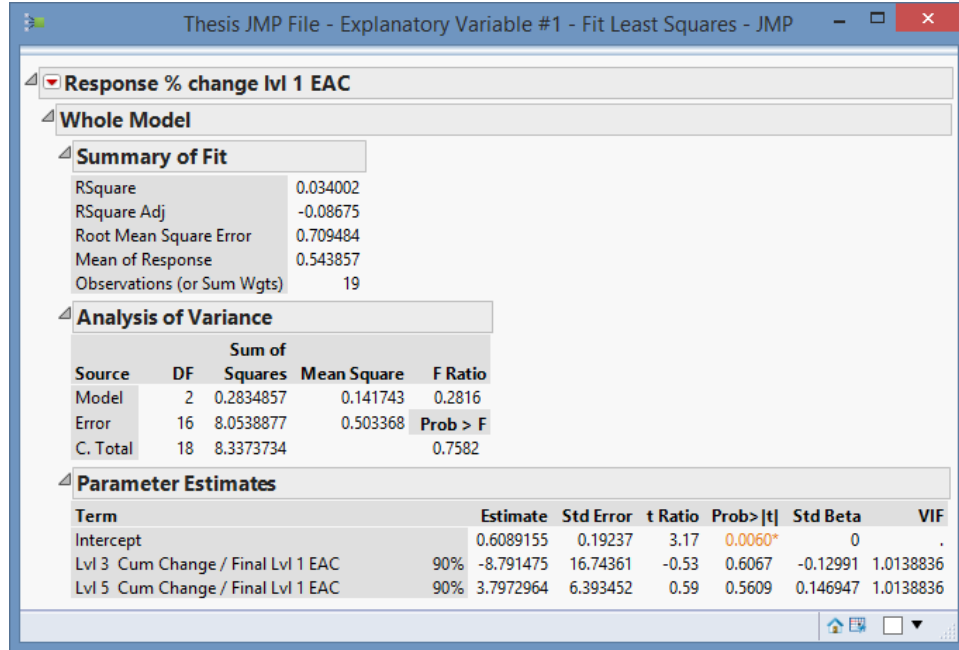 Thesis JMP File - Explanatory Variable #1 - Fit Least Squares - JMP
Response % change lvl 1 EAC
Whole Model
Summary of Fit
RSquare 0.034002
RSquare Adj -0.08675
Root Mean Square Error 0.709484
Mean of Response 0.543857
Observations (or Sum Wgts) 19
Analysis of Variance
Sum of
Source DF Squares Mean Square F Ratio
Model 2 0.2834857 0.141743 0.2816
Error 16 8.0538877 0.503368 Prob > F
C. Total 18 8.3373734 0.7582
Parameter Estimates
Term Estimate Std Error t Ratio Prob>|t| Std Beta VIF
Intercept 0.6089155 0.19237 3.17 0.0060* 0 .
Lvl 3 Cum Change / Final Lvl 1 EAC 90% -8.791475 16.74361 -0.53 0.6067 -0.12991 1.0138836
Lvl 5 Cum Change / Final Lvl 1 EAC 90% 3.7972964 6.393452 0.59 0.5609 0.146947 1.0138836